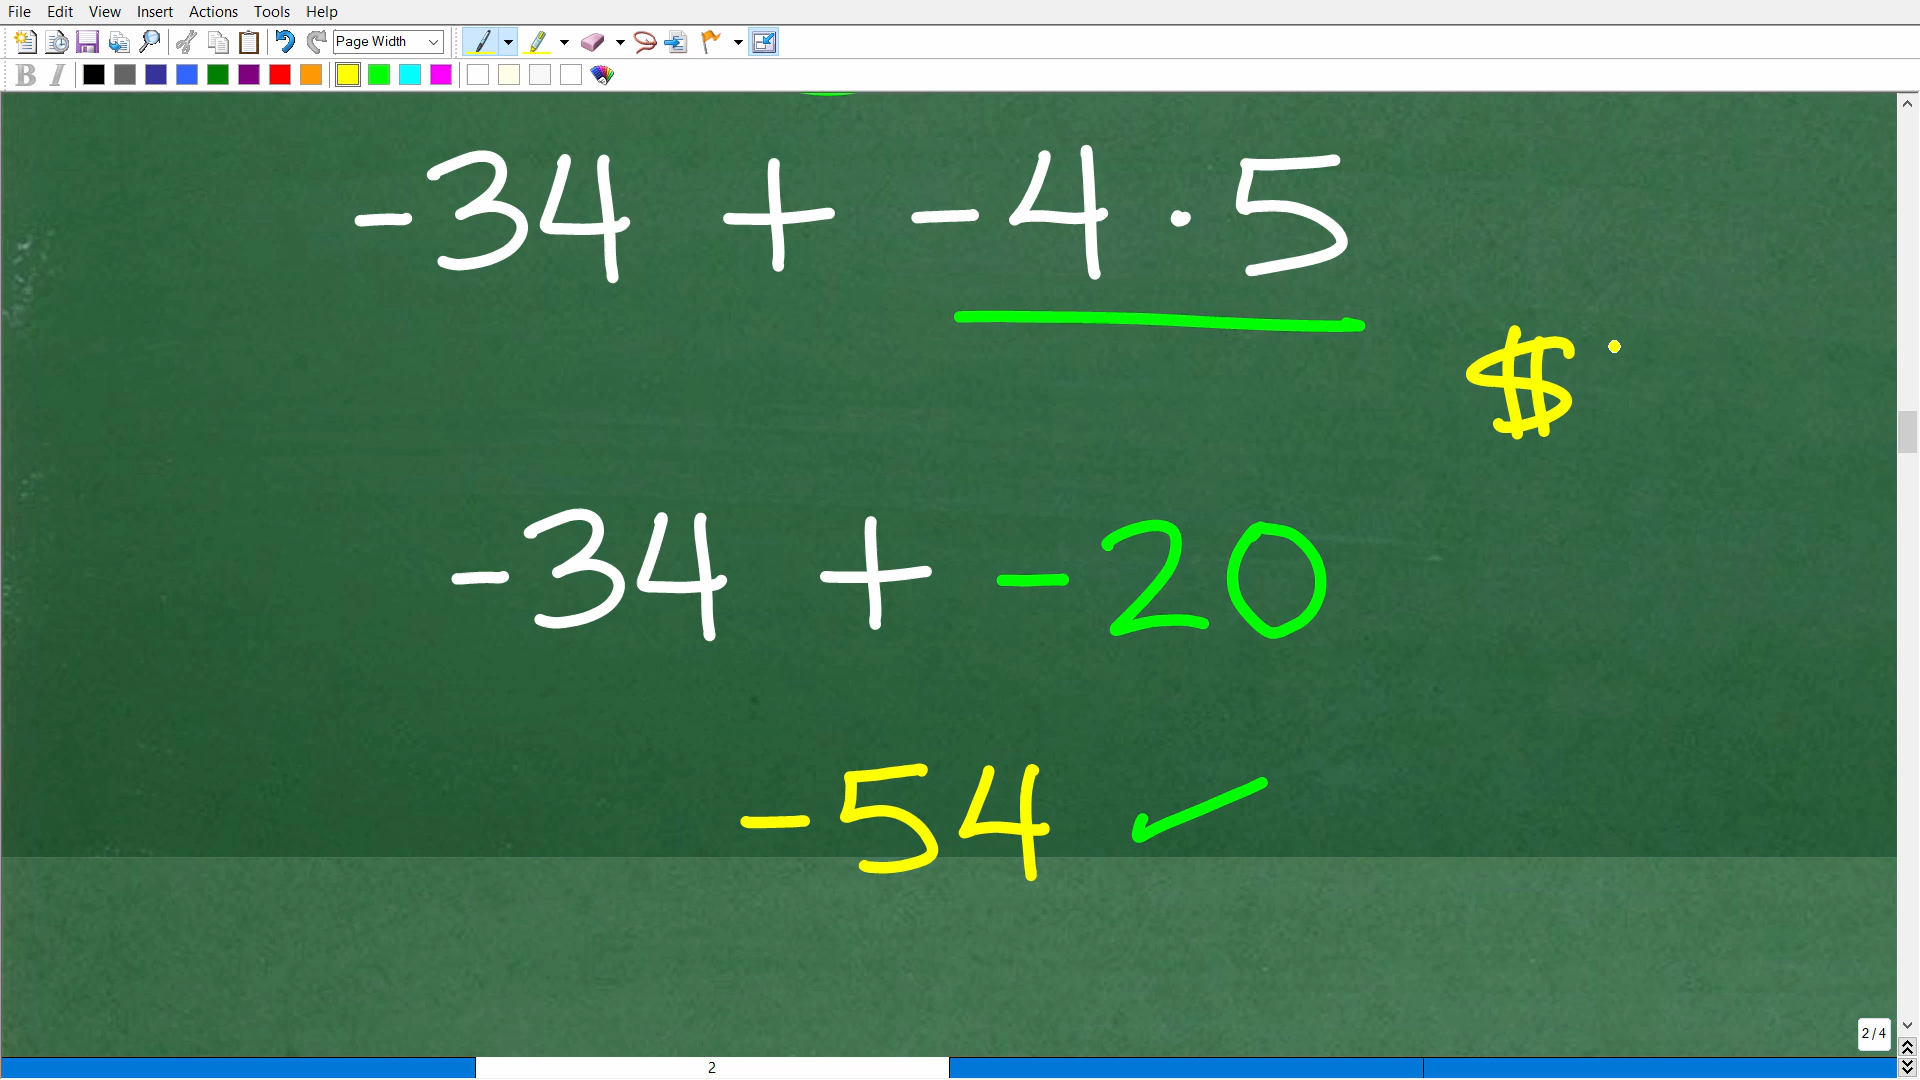 File Edit View Insert Actions Tools Help
Page Width
B I
-34 + -4 · 5
$
-34 + -20
-54 ✓
2 / 4
2